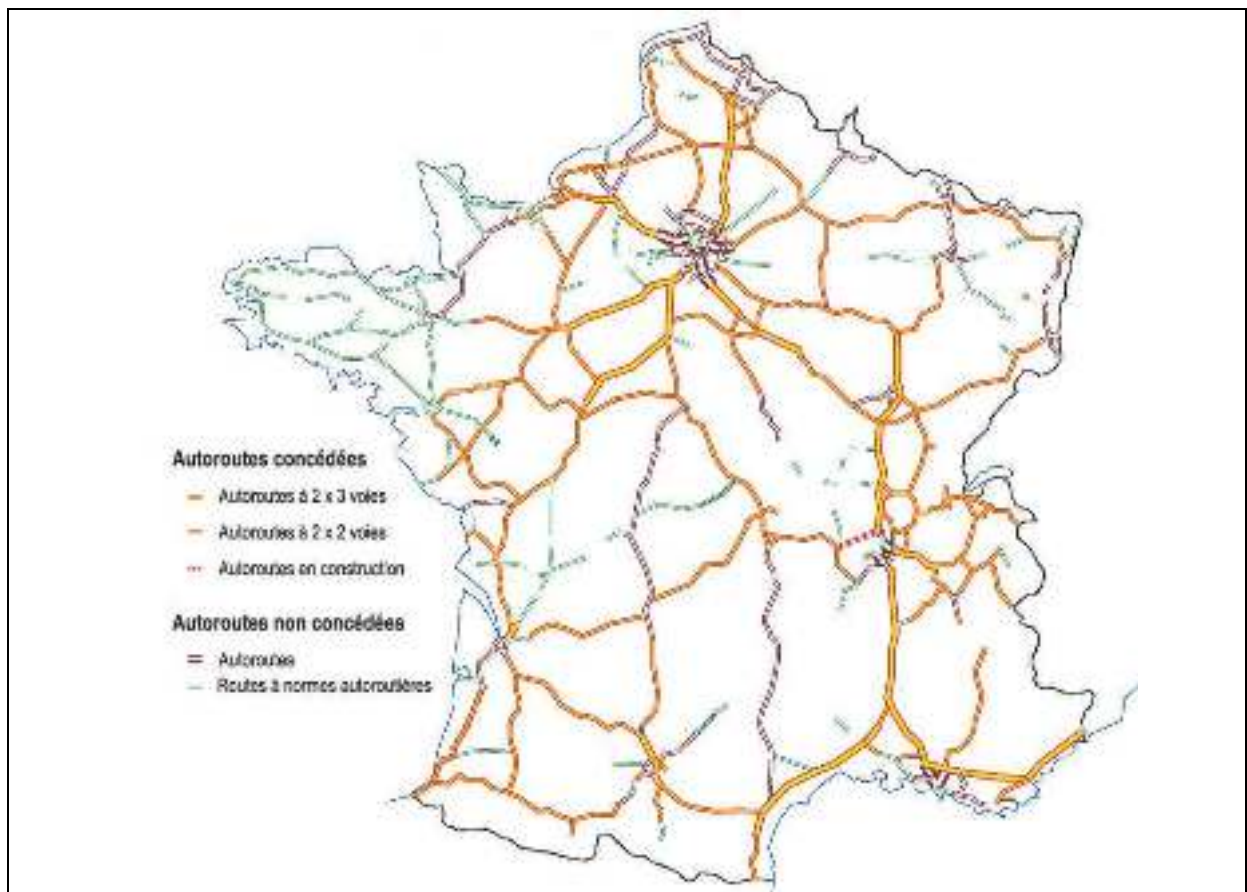 Autoroutes concédées
Autoroutes à 2 x 3 voies
Autoroutes à 2 x 2 voies
Autoroutes en construction
Autoroutes non concédées
Autoroutes
Routes à normes autoroutières